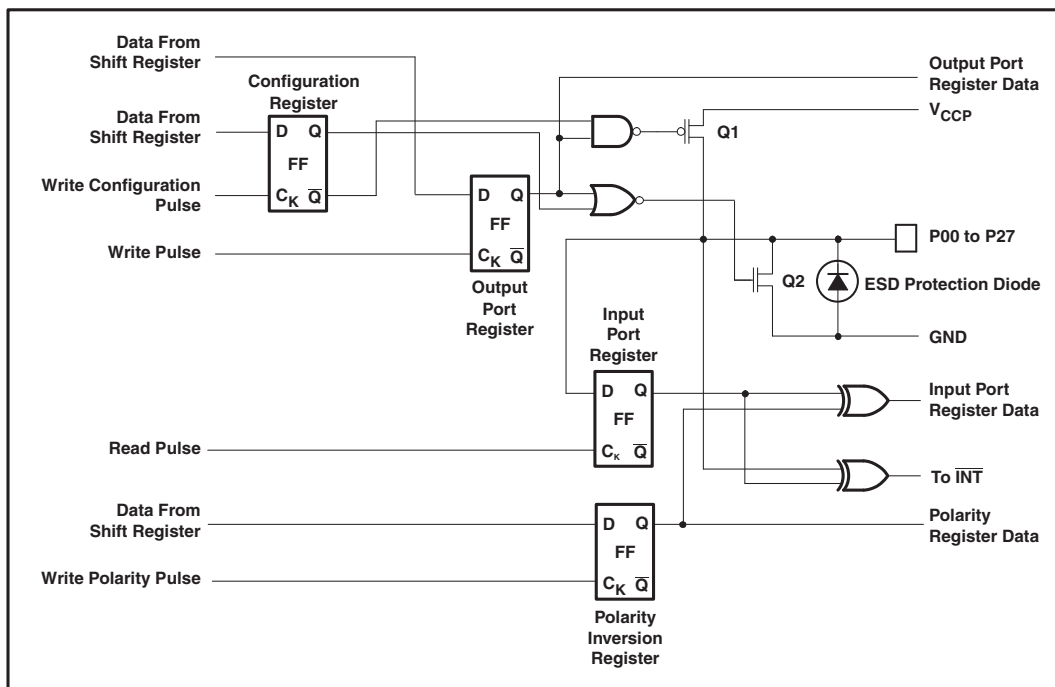 Data From
Shift Register
Configuration
Register
Output Port
Register Data
Data From
Shift Register
D Q
FF
CK Q̅
VCCP
Q1
Write Configuration
Pulse
D Q
FF
CK Q̅
Write Pulse
Output
Port
Register
P00 to P27
Q2
ESD Protection Diode
GND
Input
Port
Register
D Q
FF
CK Q̅
Input Port
Register Data
Read Pulse
To I̅N̅T̅
Data From
Shift Register
D Q
FF
CK Q̅
Polarity
Register Data
Write Polarity Pulse
Polarity
Inversion
Register